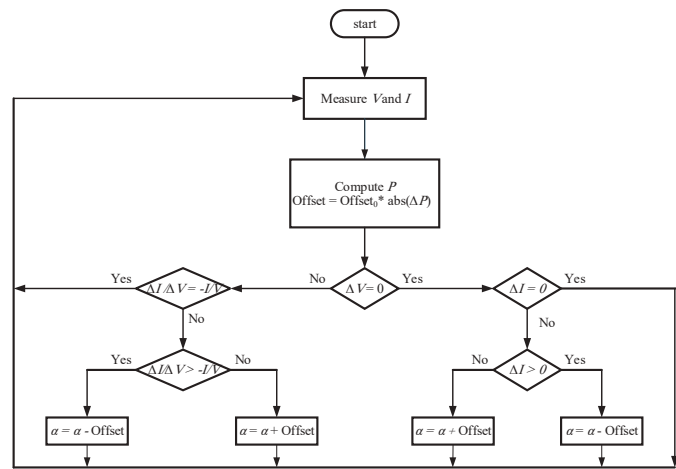 start
Measure V and I
Compute P
Offset = Offset₀* abs(ΔP)
Yes
ΔI/ΔV = -I/V
No
ΔV = 0
Yes
ΔI = 0
Yes
No
No
Yes
ΔI/ΔV > -I/V
No
No
ΔI > 0
Yes
α = α - Offset
α = α + Offset
α = α + Offset
α = α - Offset